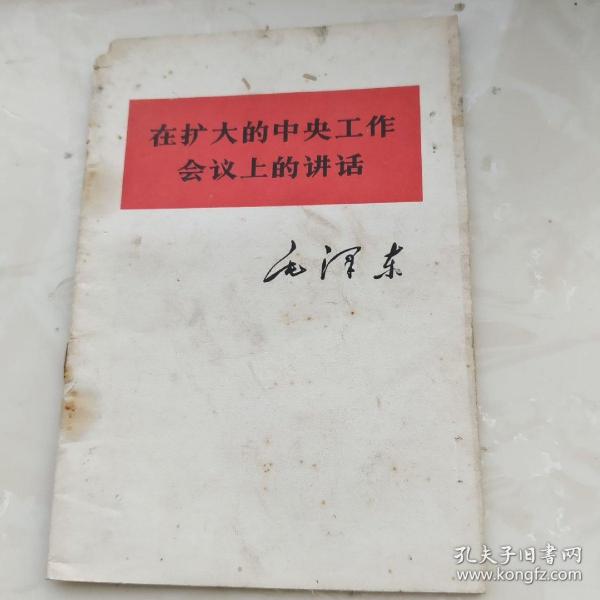 在扩大的中央工作
会议上的讲话
毛泽东
孔夫子旧书网
www.kongfz.com